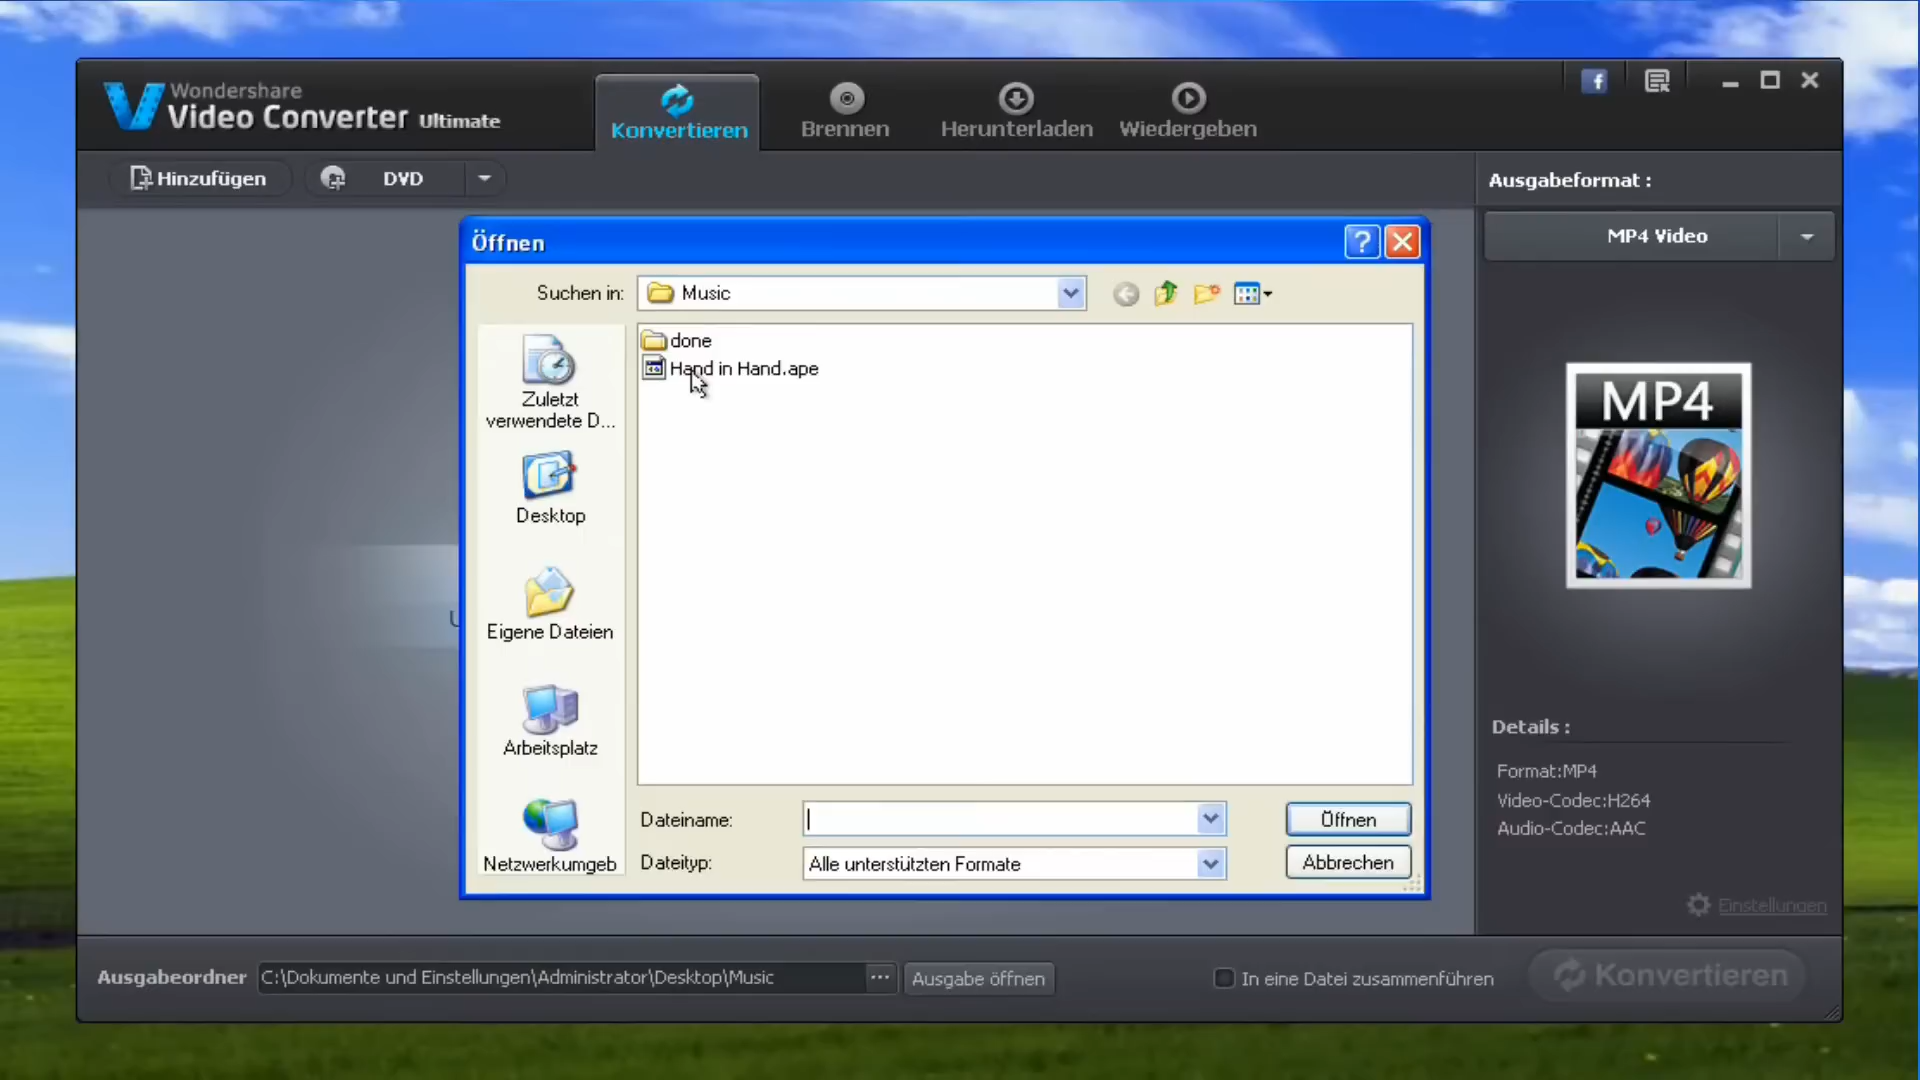 Wondershare
Video Converter Ultimate
Konvertieren
Brennen
Herunterladen
Wiedergeben
Hinzufügen
DVD
Ausgabeformat :
MP4 Video
Öffnen
Suchen in:
Music
done
Hand in Hand.ape
Zuletzt
verwendete D...
Desktop
Eigene Dateien
Arbeitsplatz
Netzwerkumgeb
Dateiname:
Öffnen
Dateityp:
Alle unterstützten Formate
Abbrechen
MP4
Details :
Format:MP4
Video-Codec:H264
Audio-Codec:AAC
Einstellungen
Ausgabeordner
C:\Dokumente und Einstellungen\Administrator\Desktop\Music
Ausgabe öffnen
In eine Datei zusammenführen
Konvertieren